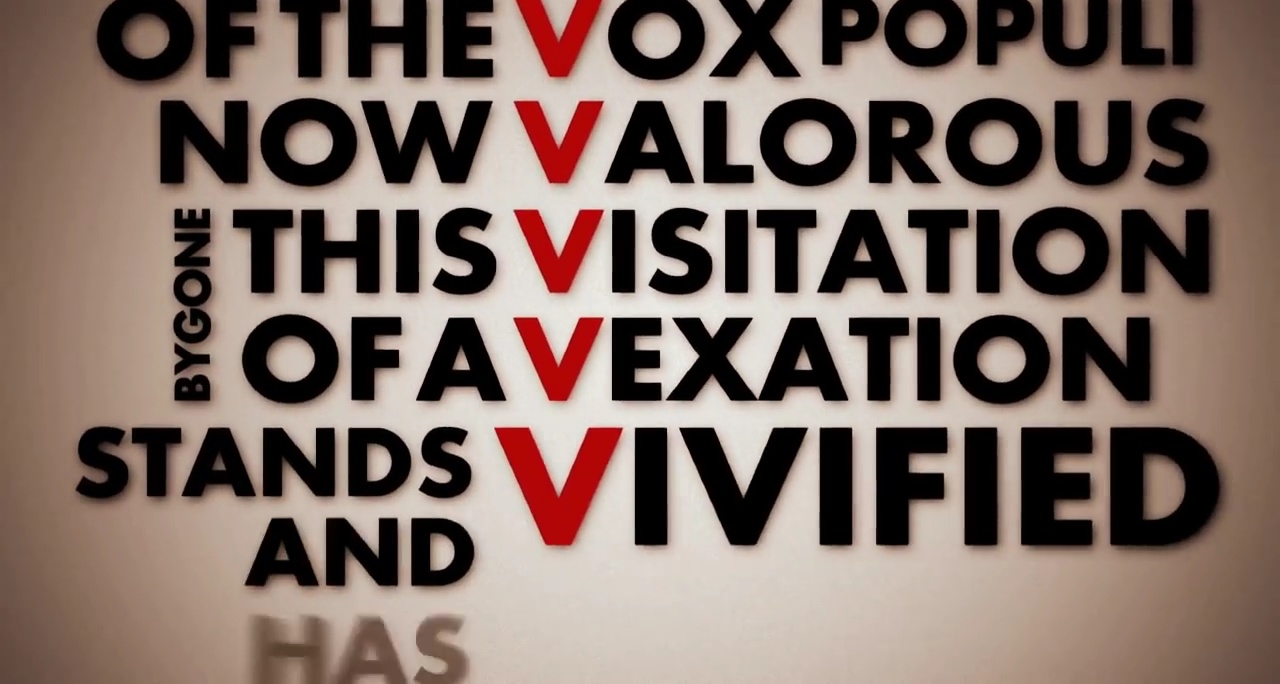 OF THE VOX POPULI
NOW VALOROUS
THIS VISITATION
BYGONE
OF A VEXATION
STANDS VIVIFIED
AND
HAS